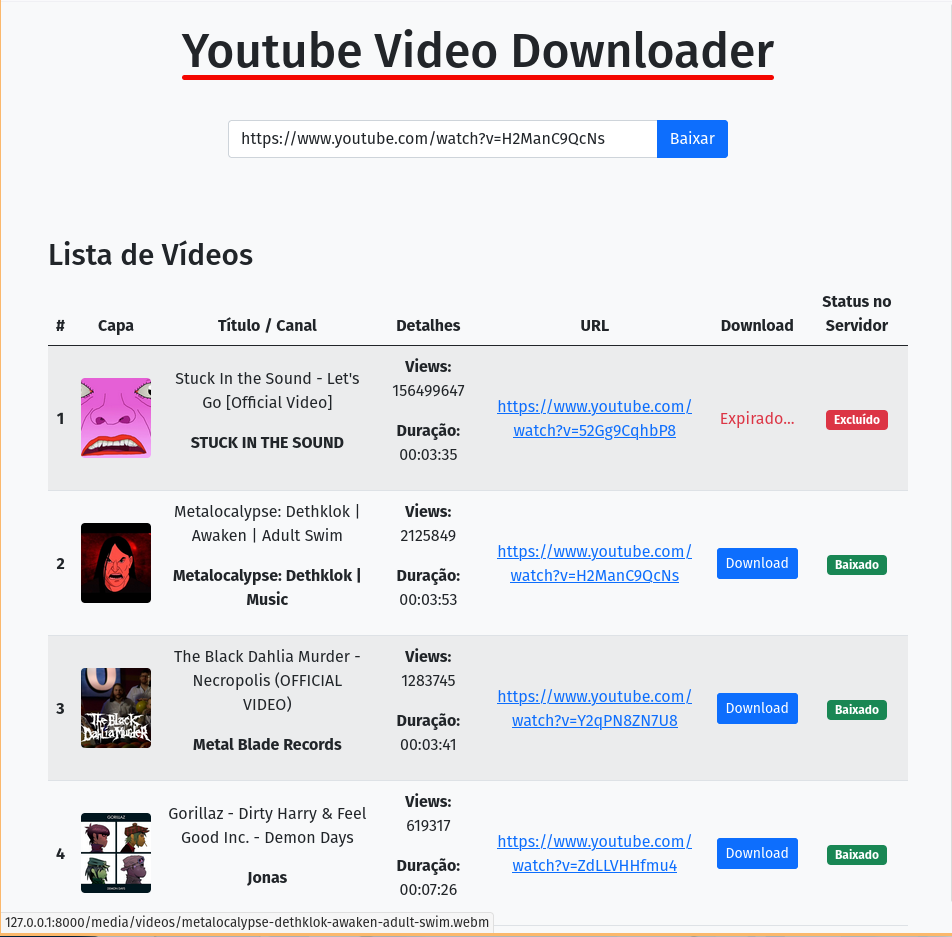 Youtube Video Downloader
https://www.youtube.com/watch?v=H2ManC9QcNs Baixar
Lista de Vídeos
# Capa Título / Canal Detalhes URL Download Status no Servidor
1
Stuck In the Sound - Let's
Go [Official Video]
STUCK IN THE SOUND
Views:
156499647
Duração:
00:03:35
https://www.youtube.com/
watch?v=52Gg9CqhbP8
Expirado...
Excluído
2
Metalocalypse: Dethklok |
Awaken | Adult Swim
Metalocalypse: Dethklok |
Music
Views:
2125849
Duração:
00:03:53
https://www.youtube.com/
watch?v=H2ManC9QcNs
Download
Baixado
3
The Black
Dahlia Murder
The Black Dahlia Murder -
Necropolis (OFFICIAL
VIDEO)
Metal Blade Records
Views:
1283745
Duração:
00:03:41
https://www.youtube.com/
watch?v=Y2qPN8ZN7U8
Download
Baixado
4
GORILLAZ
DEMON DAYS
Gorillaz - Dirty Harry & Feel
Good Inc. - Demon Days
Jonas
Views:
619317
Duração:
00:07:26
https://www.youtube.com/
watch?v=ZdLLVHHfmu4
Download
Baixado
127.0.0.1:8000/media/videos/metalocalypse-dethklok-awaken-adult-swim.webm